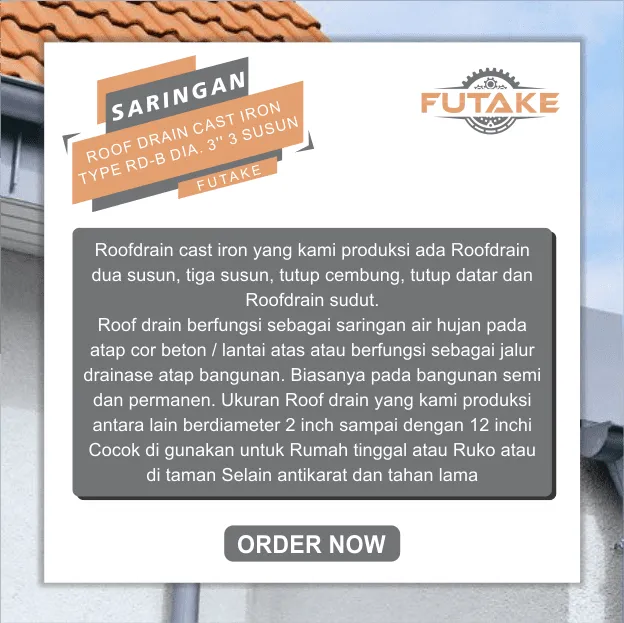 SARINGAN
ROOF DRAIN CAST IRON
TYPE RD-B DIA. 3'' 3 SUSUN
FUTAKE
FUTAKE
Roofdrain cast iron yang kami produksi ada Roofdrain
dua susun, tiga susun, tutup cembung, tutup datar dan
Roofdrain sudut.
Roof drain berfungsi sebagai saringan air hujan pada
atap cor beton / lantai atas atau berfungsi sebagai jalur
drainase atap bangunan. Biasanya pada bangunan semi
dan permanen. Ukuran Roof drain yang kami produksi
antara lain berdiameter 2 inch sampai dengan 12 inchi
Cocok di gunakan untuk Rumah tinggal atau Ruko atau
di taman Selain antikarat dan tahan lama
ORDER NOW